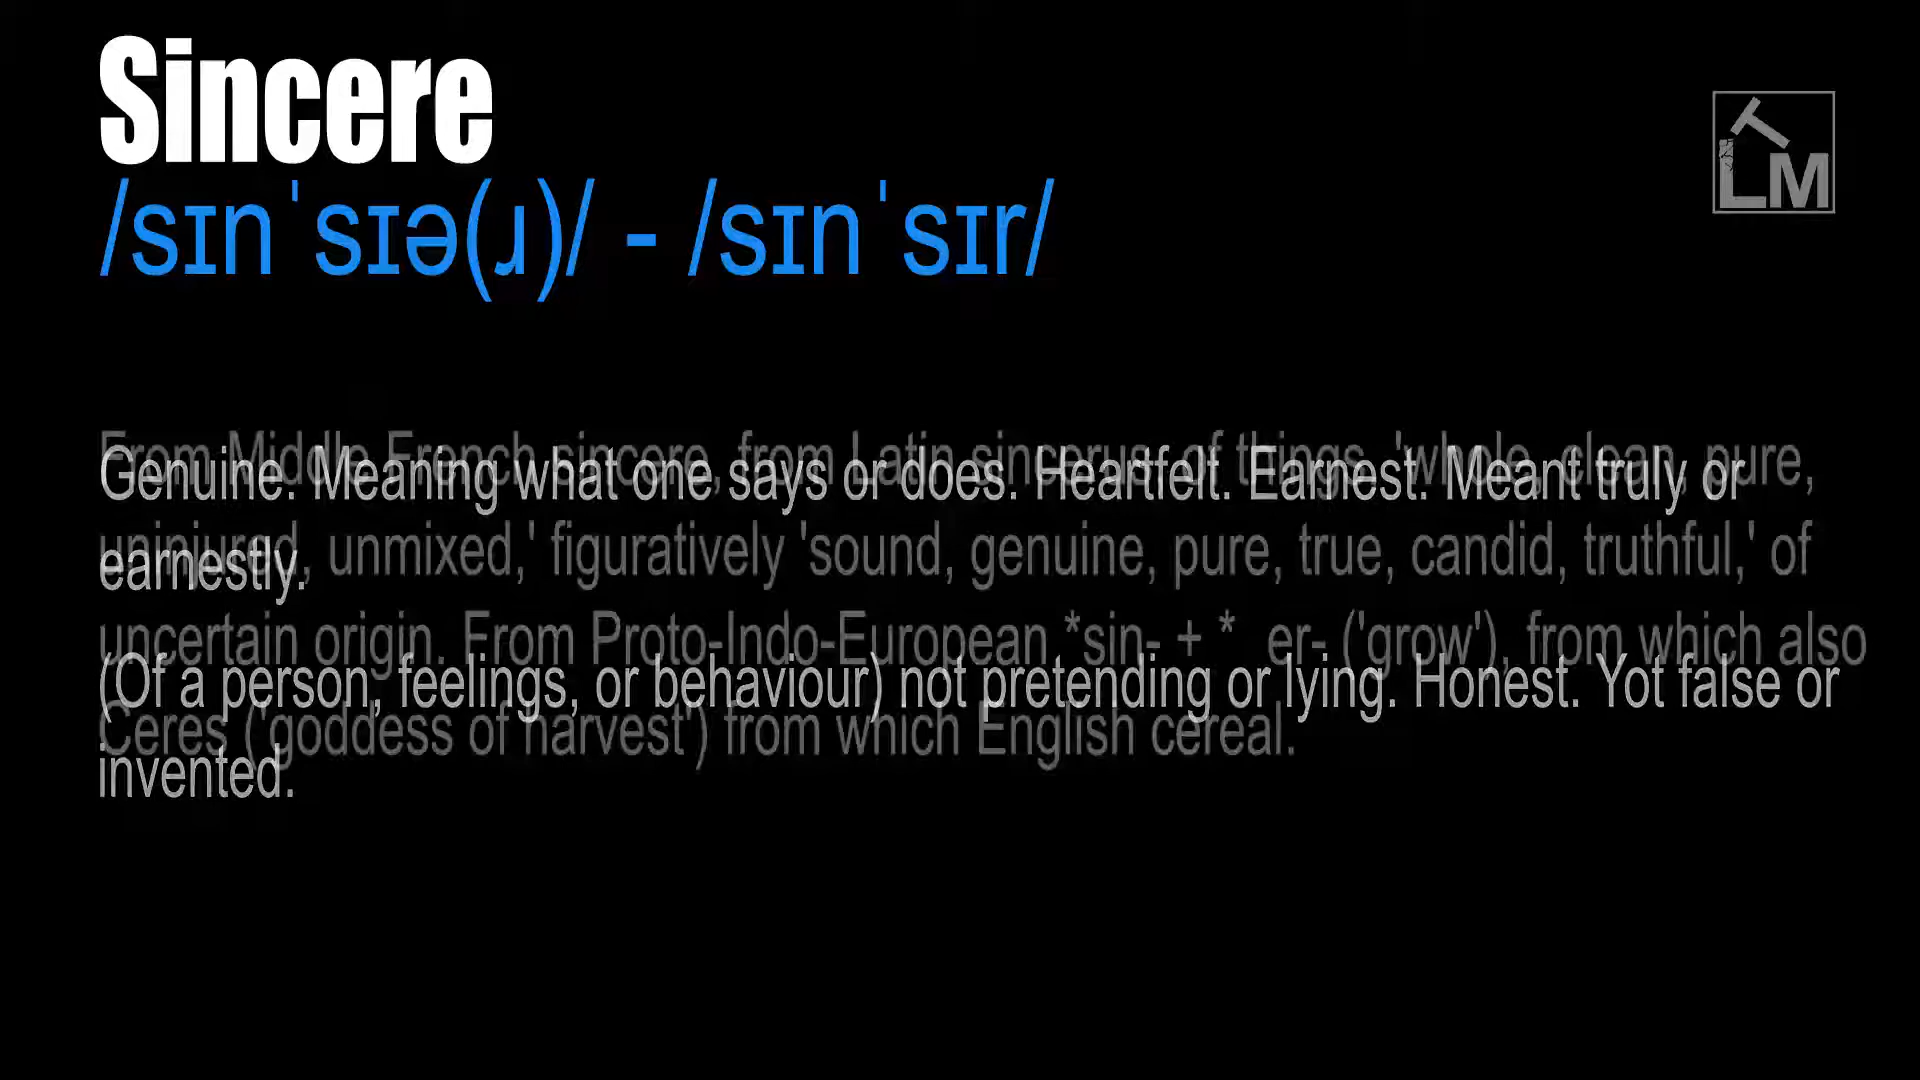 Sincere
/sɪnˈsɪə(ɹ)/ - /sɪnˈsɪr/
LTM
From Middle French sincere, from Latin sincerus, of things, 'whole, clean, pure,
uninjured, unmixed,' figuratively 'sound, genuine, pure, true, candid, truthful,' of
uncertain origin. From Proto-Indo-European *sin- + * er- ('grow'), from which also
Ceres ('goddess of harvest') from which English cereal.
Genuine. Meaning what one says or does. Heartfelt. Earnest. Meant truly or
earnestly.
(Of a person, feelings, or behaviour) not pretending or lying. Honest. Yot false or
invented.